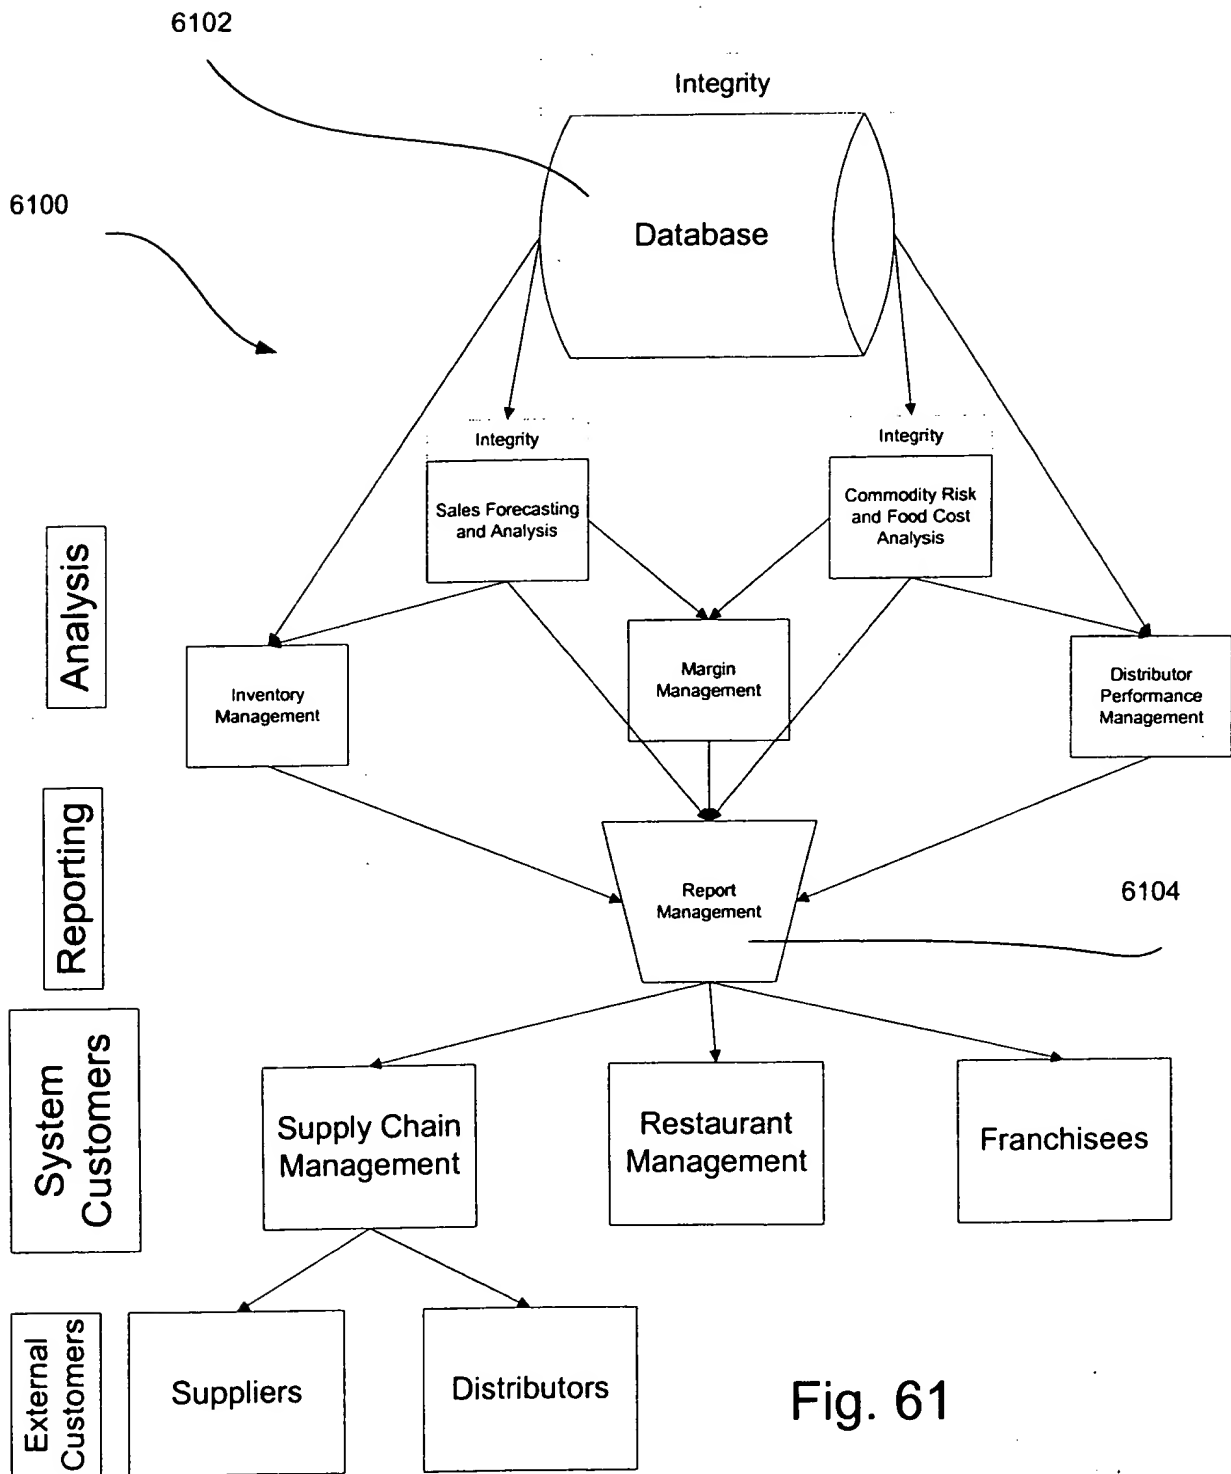 6102
Integrity
6100
Database
Integrity
Integrity
Sales Forecasting
and Analysis
Commodity Risk
and Food Cost
Analysis
Analysis
Inventory
Management
Margin
Management
Distributor
Performance
Management
Reporting
Report
Management
6104
System
Customers
Supply Chain
Management
Restaurant
Management
Franchisees
External
Customers
Suppliers
Distributors
Fig. 61